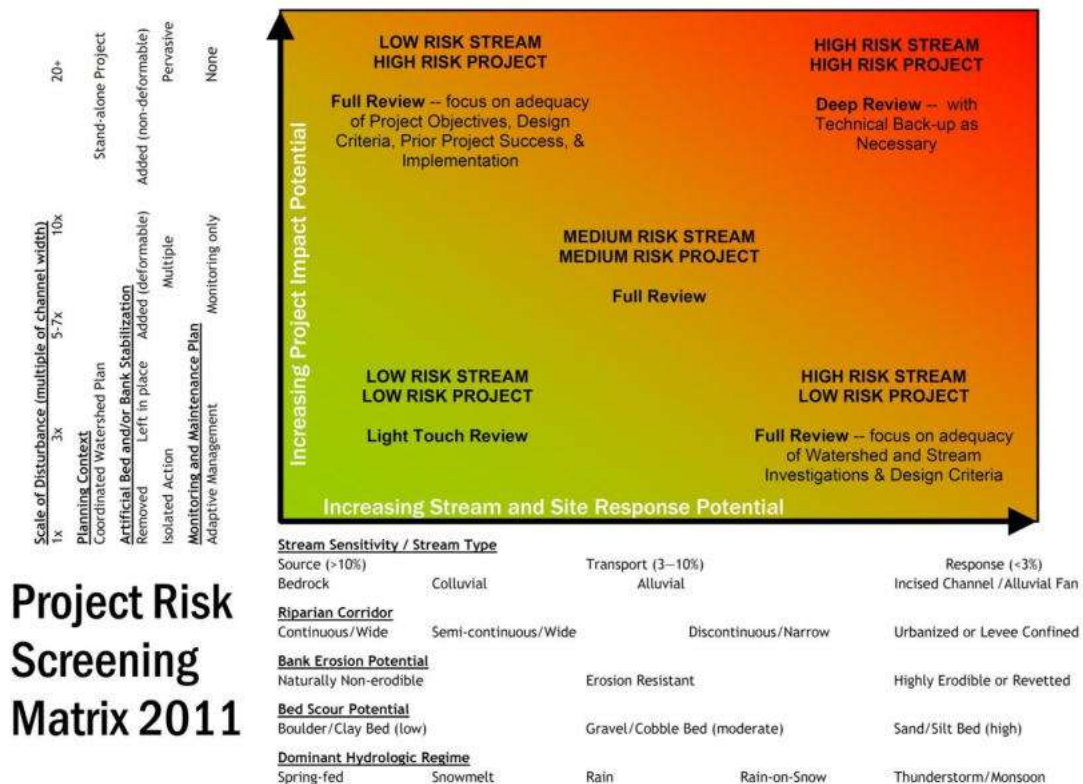 Scale of Disturbance (multiple of channel width)
1x 3x 5-7x 10x 20+
Planning Context
Coordinated Watershed Plan Stand-alone Project
Artificial Bed and/or Bank Stabilization
Removed Left in place Added (deformable) Added (non-deformable)
Isolated Action Multiple Pervasive
Monitoring and Maintenance Plan
Adaptive Management Monitoring only None
Increasing Project Impact Potential
LOW RISK STREAM
HIGH RISK PROJECT
Full Review -- focus on adequacy
of Project Objectives, Design
Criteria, Prior Project Success, &
Implementation
HIGH RISK STREAM
HIGH RISK PROJECT
Deep Review -- with
Technical Back-up as
Necessary
MEDIUM RISK STREAM
MEDIUM RISK PROJECT
Full Review
LOW RISK STREAM
LOW RISK PROJECT
Light Touch Review
HIGH RISK STREAM
LOW RISK PROJECT
Full Review -- focus on adequacy
of Watershed and Stream
Investigations & Design Criteria
Increasing Stream and Site Response Potential
Project Risk
Screening
Matrix 2011
Stream Sensitivity / Stream Type
Source (>10%) Transport (3—10%) Response (<3%)
Bedrock Colluvial Alluvial Incised Channel /Alluvial Fan
Riparian Corridor
Continuous/Wide Semi-continuous/Wide Discontinuous/Narrow Urbanized or Levee Confined
Bank Erosion Potential
Naturally Non-erodible Erosion Resistant Highly Erodible or Revetted
Bed Scour Potential
Boulder/Clay Bed (low) Gravel/Cobble Bed (moderate) Sand/Silt Bed (high)
Dominant Hydrologic Regime
Spring-fed Snowmelt Rain Rain-on-Snow Thunderstorm/Monsoon